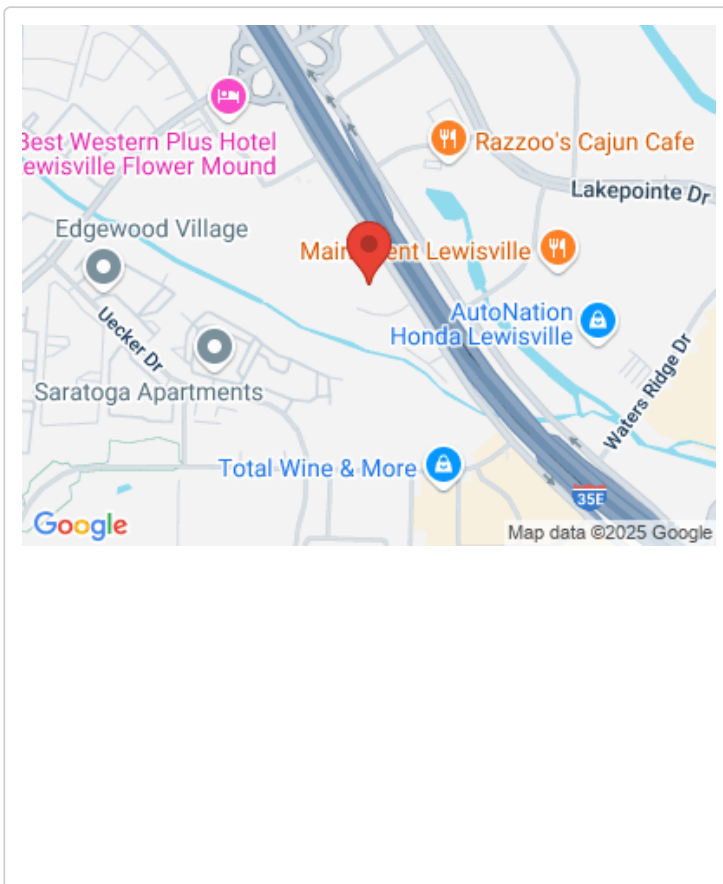 Best Western Plus Hotel
ewisville Flower Mound
Razzoo's Cajun Cafe
Lakepointe Dr
Edgewood Village
Lewisville
AutoNation
Honda Lewisville
Uecker Dr
Saratoga Apartments
Waters Ridge Dr
Total Wine & More
35E
Google
Map data ©2025 Google